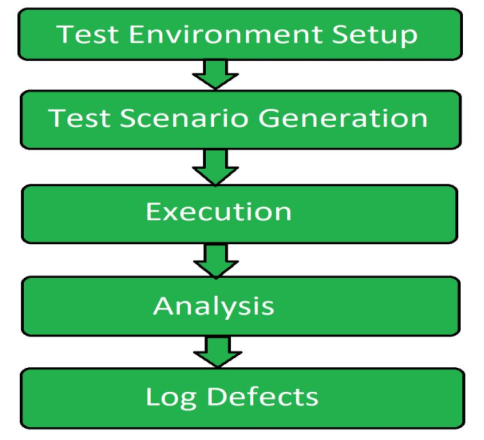 Test Environment Setup
Test Scenario Generation
Execution
Analysis
Log Defects